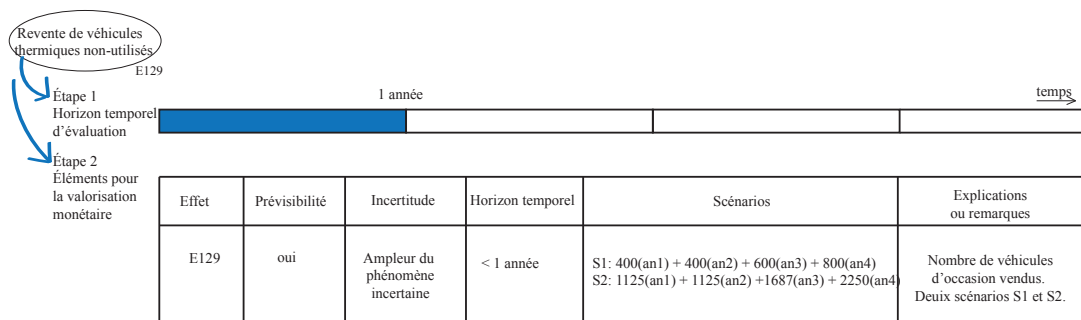 Revente de véhicules
thermiques non-utilisés
E129
Étape 1
Horizon temporel
d'évaluation
1 année
temps
Étape 2
Éléments pour
la valorisation
monétaire
Effet
Prévisibilité
Incertitude
Horizon temporel
Scénarios
Explications
ou remarques
E129
oui
Ampleur du
phénomène
incertaine
< 1 année
S1: 400(an1) + 400(an2) + 600(an3) + 800(an4)
S2: 1125(an1) + 1125(an2) +1687(an3) + 2250(an4)
Nombre de véhicules
d'occasion vendus.
Deuix scénarios S1 et S2.